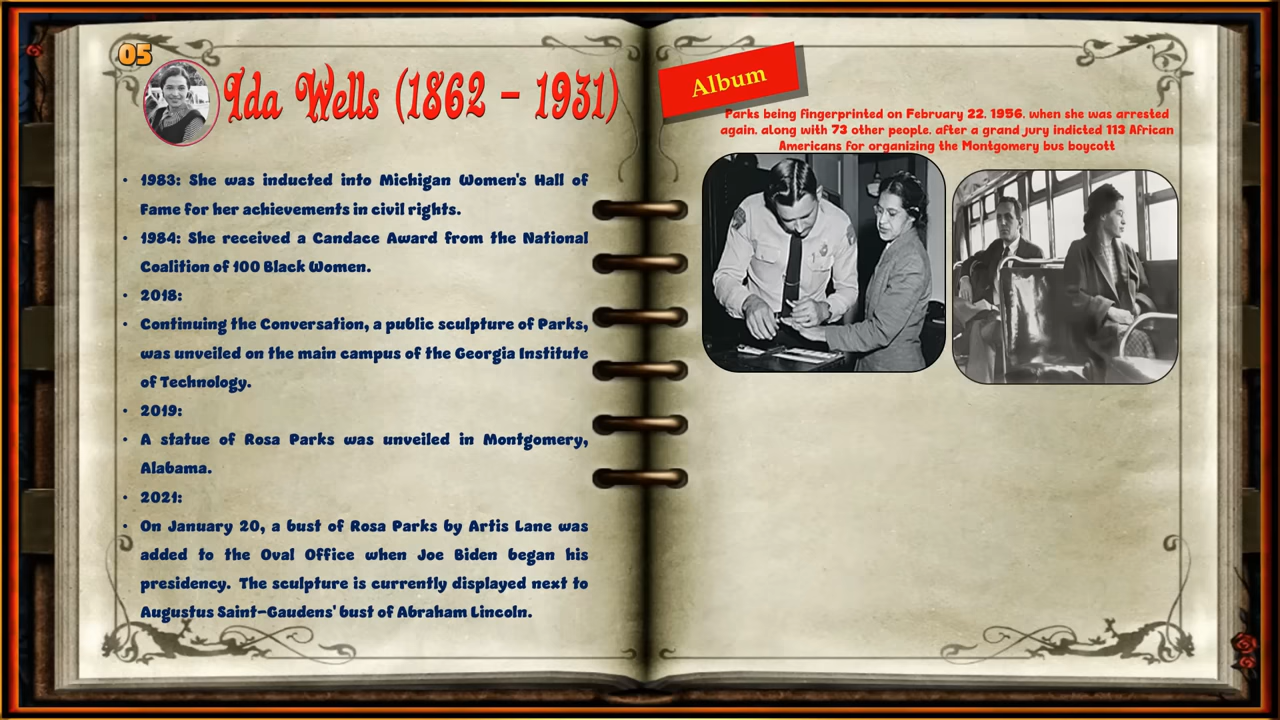 05
Ida Wells (1862 - 1931)
• 1983: She was inducted into Michigan Women's Hall of
Fame for her achievements in civil rights.
• 1984: She received a Candace Award from the National
Coalition of 100 Black Women.
• 2018:
• Continuing the Conversation, a public sculpture of Parks,
was unveiled on the main campus of the Georgia Institute
of Technology.
• 2019:
• A statue of Rosa Parks was unveiled in Montgomery,
Alabama.
• 2021:
• On January 20, a bust of Rosa Parks by Artis Lane was
added to the Oval Office when Joe Biden began his
presidency. The sculpture is currently displayed next to
Augustus Saint-Gaudens' bust of Abraham Lincoln.
Album
Parks being fingerprinted on February 22. 1956. when she was arrested
again. along with 73 other people. after a grand jury indicted 113 African
Americans for organizing the Montgomery bus boycott